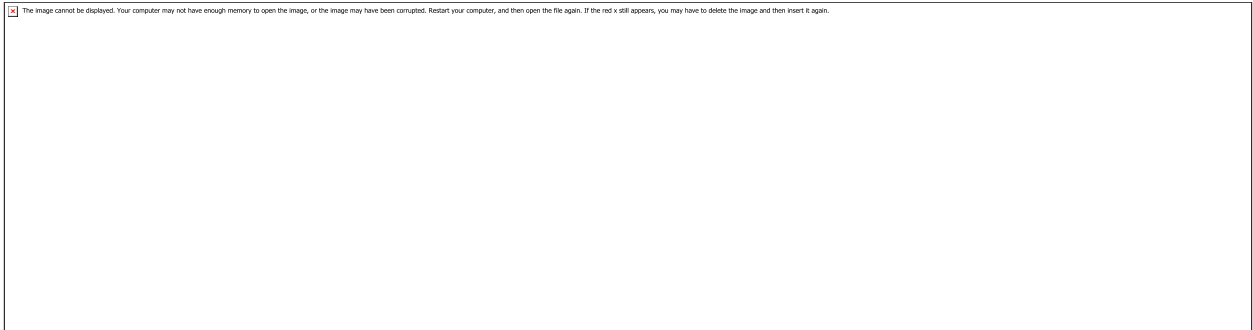 The image cannot be displayed. Your computer may not have enough memory to open the image, or the image may have been corrupted. Restart your computer, and then open the file again. If the red x still appears, you may have to delete the image and then insert it again.